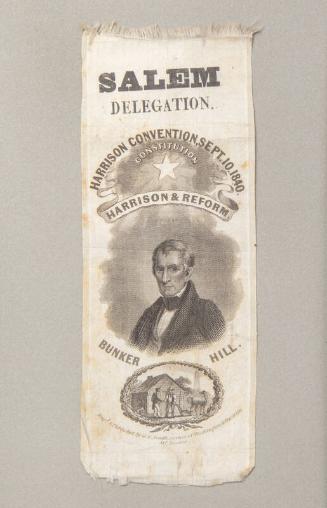 SALEM
DELEGATION.
HARRISON CONVENTION, SEPT. 10, 1840.
CONSTITUTION
HARRISON & REFORM
BUNKER HILL.